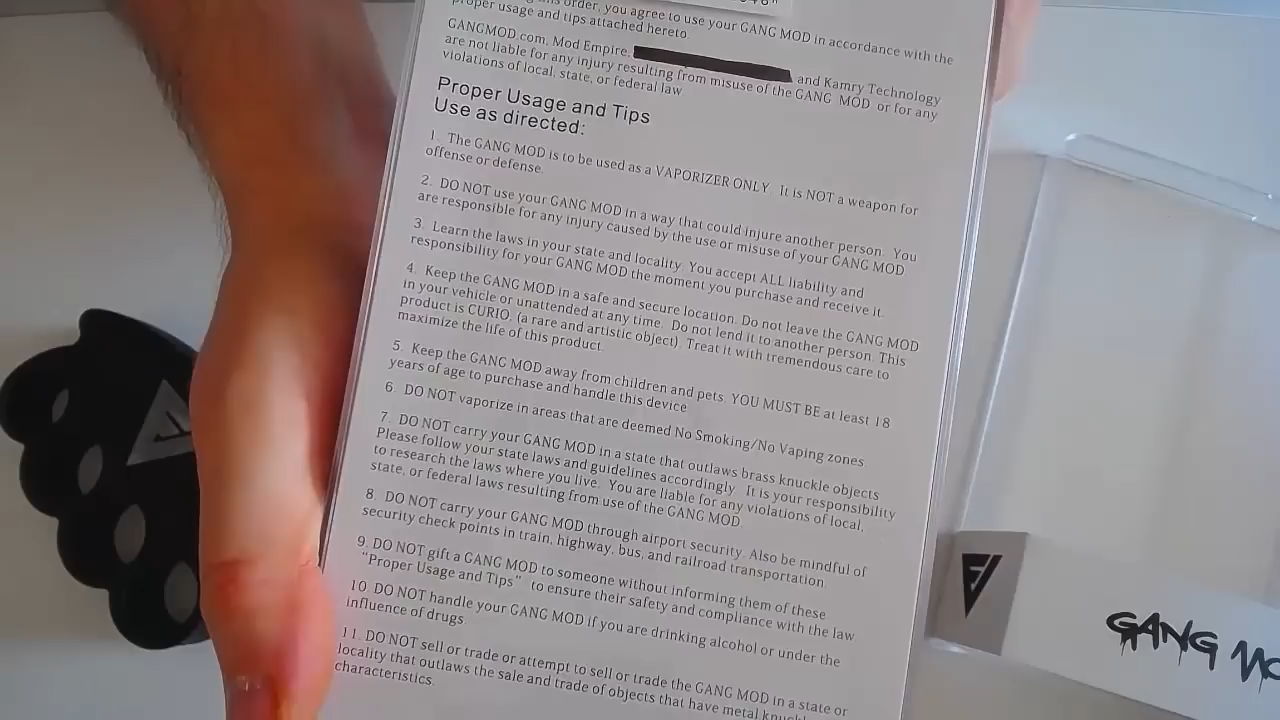 this order, you agree to use your GANG MOD in accordance with the
proper usage and tips attached hereto.
GANGMOD.com, Mod Empire, and Kamry Technology
are not liable for any injury resulting from misuse of the GANG MOD or for any
violations of local, state, or federal law
Proper Usage and Tips
Use as directed:
1. The GANG MOD is to be used as a VAPORIZER ONLY. It is NOT a weapon for
offense or defense.
2. DO NOT use your GANG MOD in a way that could injure another person. You
are responsible for any injury caused by the use or misuse of your GANG MOD
3. Learn the laws in your state and locality. You accept ALL liability and
responsibility for your GANG MOD the moment you purchase and receive it.
4. Keep the GANG MOD in a safe and secure location. Do not leave the GANG MOD
in your vehicle or unattended at any time. Do not lend it to another person. This
product is CURIO. (a rare and artistic object). Treat it with tremendous care to
maximize the life of this product.
5. Keep the GANG MOD away from children and pets. YOU MUST BE at least 18
years of age to purchase and handle this device
6. DO NOT vaporize in areas that are deemed No Smoking/No Vaping zones.
7. DO NOT carry your GANG MOD in a state that outlaws brass knuckle objects
Please follow your state laws and guidelines accordingly. It is your responsibility
to research the laws where you live. You are liable for any violations of local,
state, or federal laws resulting from use of the GANG MOD.
8. DO NOT carry your GANG MOD through airport security. Also be mindful of
security check points in train, highway, bus, and railroad transportation.
9. DO NOT gift a GANG MOD to someone without informing them of these
“Proper Usage and Tips” to ensure their safety and compliance with the law
10 DO NOT handle your GANG MOD if you are drinking alcohol or under the
influence of drugs.
11. DO NOT sell or trade or attempt to sell or trade the GANG MOD in a state or
locality that outlaws the sale and trade of objects that have metal
characteristics.
GANG